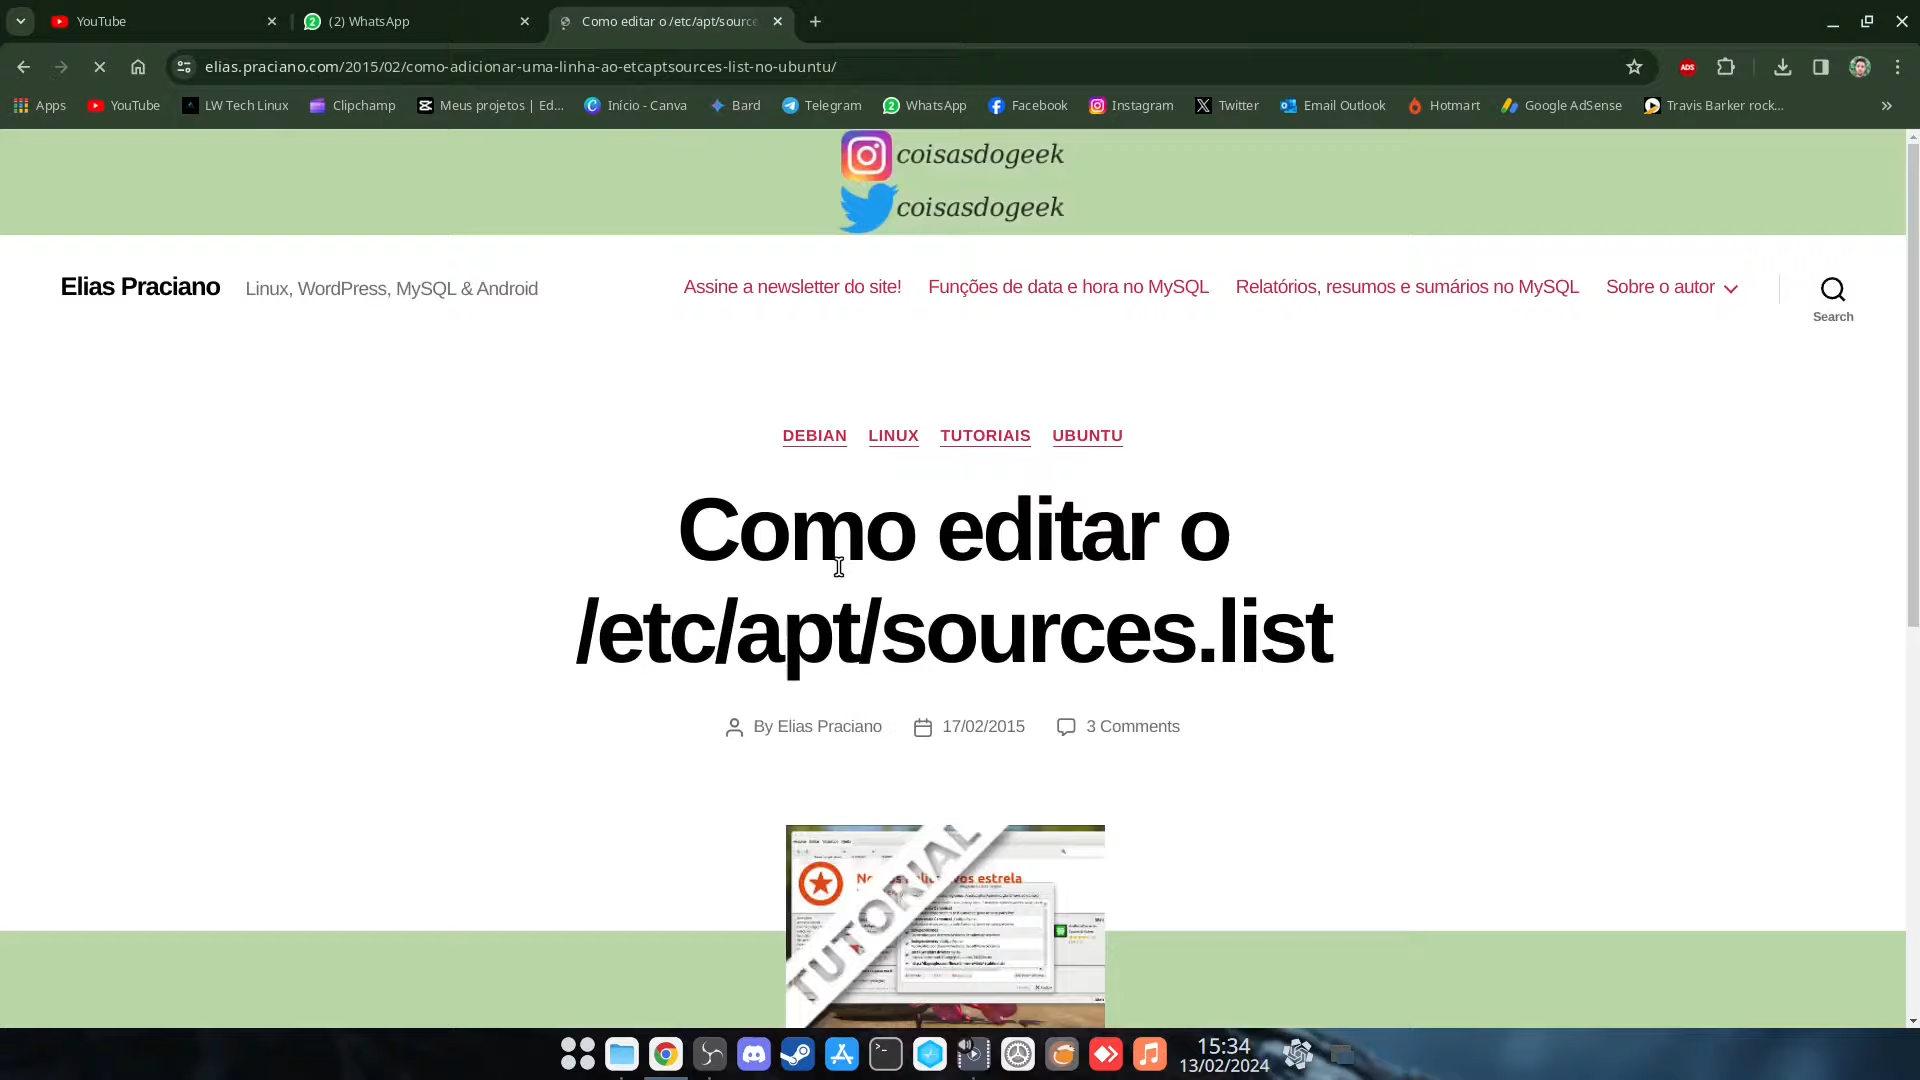 YouTube
(2) WhatsApp
Como editar o /etc/apt/source
elias.praciano.com/2015/02/como-adicionar-uma-linha-ao-etcaptsources-list-no-ubuntu/
ADS
Apps
YouTube
LW Tech Linux
Clipchamp
Meus projetos | Ed...
Início - Canva
Bard
Telegram
WhatsApp
Facebook
Instagram
Twitter
Email Outlook
Hotmart
Google AdSense
Travis Barker rock...
coisasdogeek
coisasdogeek
Elias Praciano
Linux, WordPress, MySQL & Android
Assine a newsletter do site!
Funções de data e hora no MySQL
Relatórios, resumos e sumários no MySQL
Sobre o autor
Search
DEBIAN LINUX TUTORIAIS UBUNTU
Como editar o
/etc/apt/sources.list
By Elias Praciano
17/02/2015
3 Comments
TUTORIAL
estrela
15:34
13/02/2024